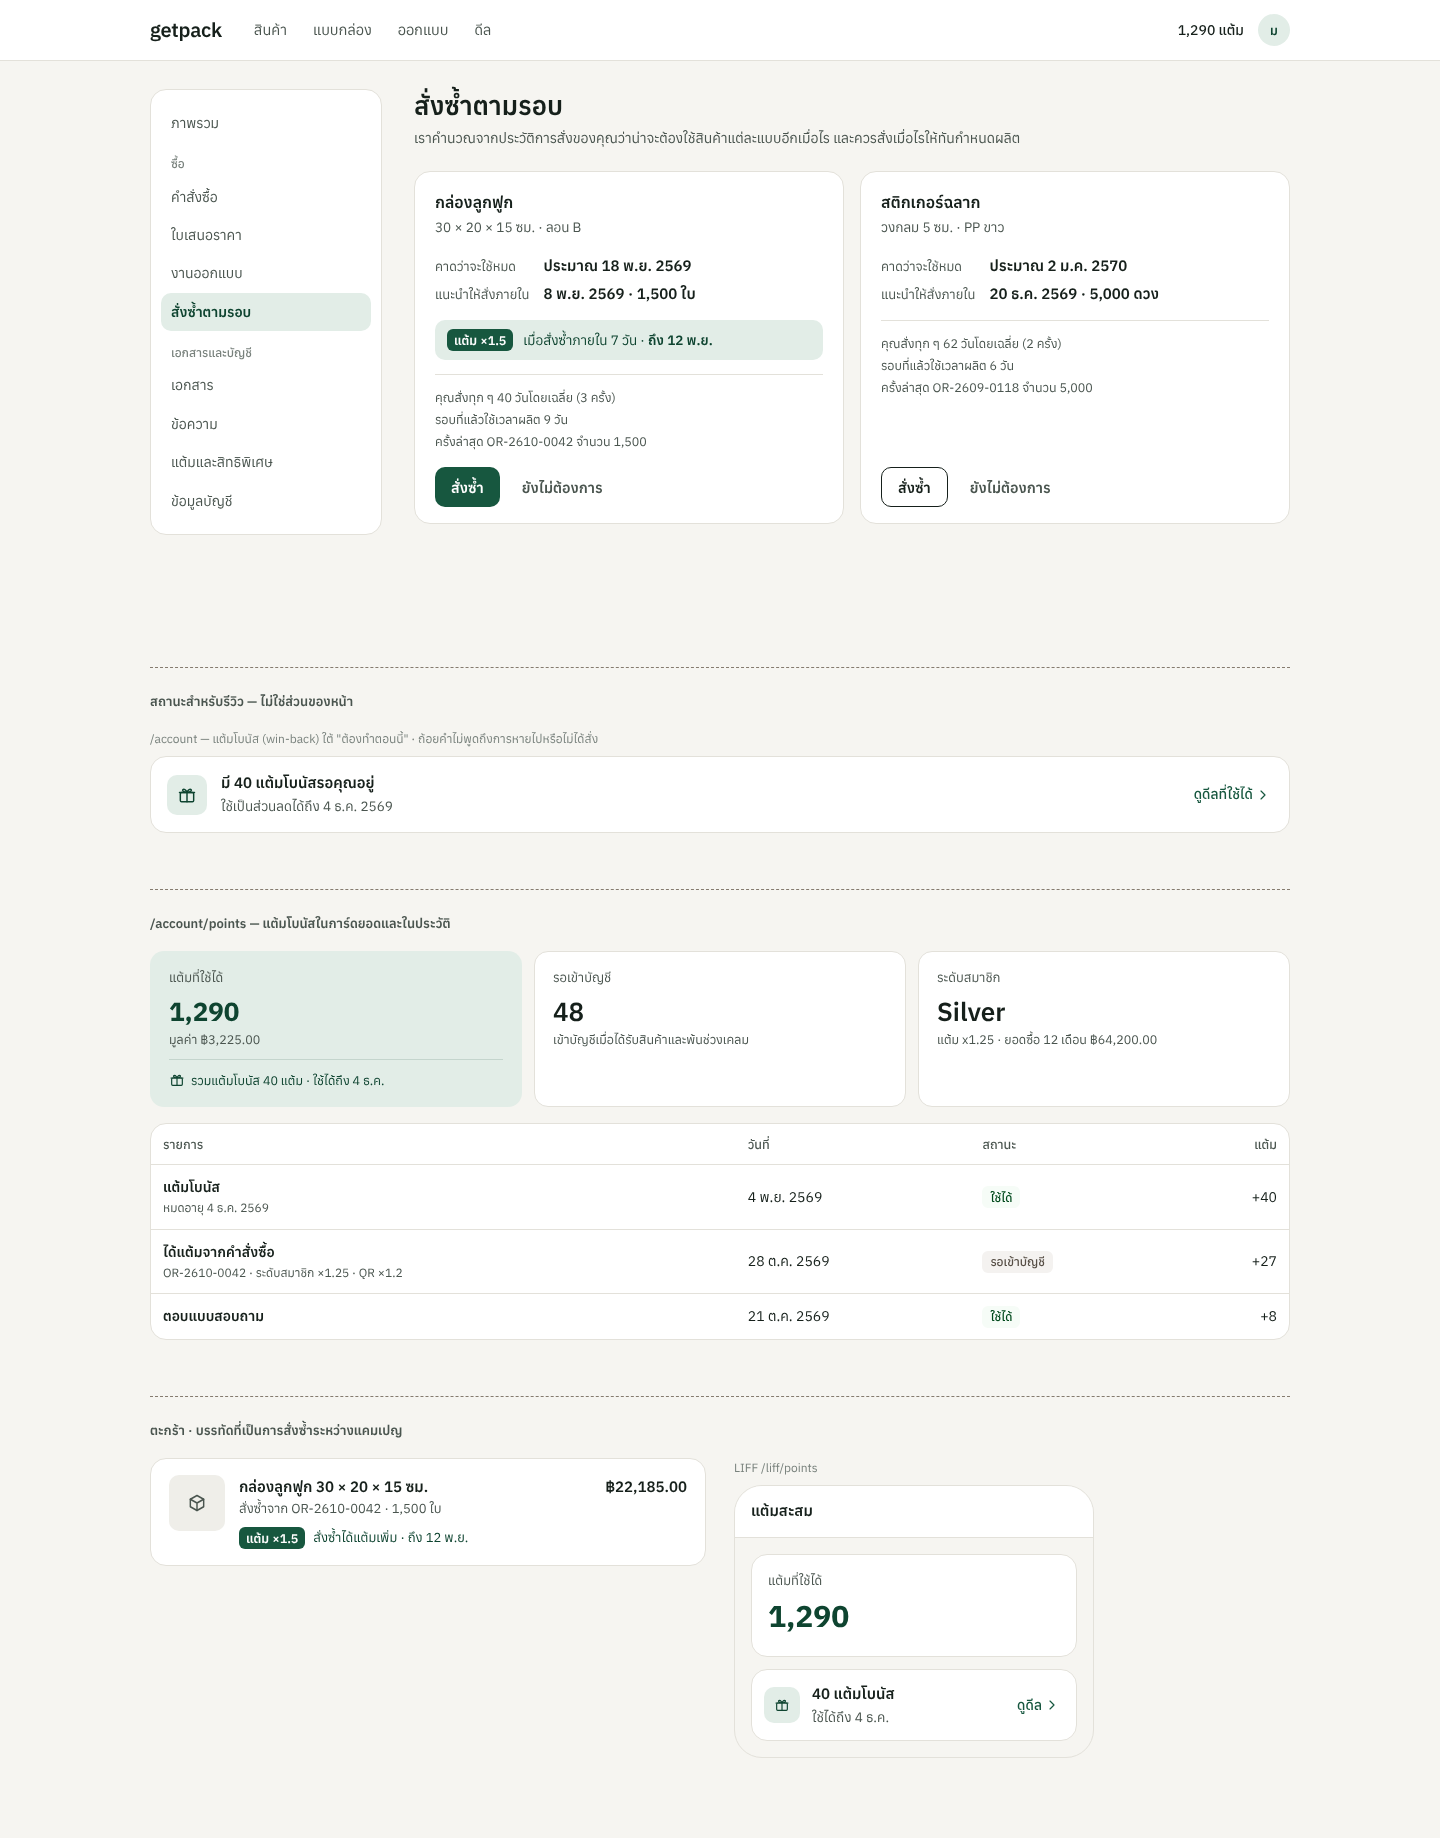 getpack
สินค้า
แบบกล่อง
ออกแบบ
ดีล
1,290 แต้ม
ม
ภาพรวม
ซื้อ
คำสั่งซื้อ
ใบเสนอราคา
งานออกแบบ
สั่งซ้ำตามรอบ
เอกสารและบัญชี
เอกสาร
ข้อความ
แต้มและสิทธิพิเศษ
ข้อมูลบัญชี
สั่งซ้ำตามรอบ
เราคำนวณจากประวัติการสั่งของคุณว่าน่าจะต้องใช้สินค้าแต่ละแบบอีกเมื่อไร และควรสั่งเมื่อไรให้ทันกำหนดผลิต
กล่องลูกฟูก
30 × 20 × 15 ซม. · ลอน B
คาดว่าจะใช้หมด ประมาณ 18 พ.ย. 2569
แนะนำให้สั่งภายใน 8 พ.ย. 2569 · 1,500 ใบ
แต้ม ×1.5 เมื่อสั่งซ้ำภายใน 7 วัน · ถึง 12 พ.ย.
คุณสั่งทุก ๆ 40 วันโดยเฉลี่ย (3 ครั้ง)
รอบที่แล้วใช้เวลาผลิต 9 วัน
ครั้งล่าสุด OR-2610-0042 จำนวน 1,500
สั่งซ้ำ ยังไม่ต้องการ
สติกเกอร์ฉลาก
วงกลม 5 ซม. · PP ขาว
คาดว่าจะใช้หมด ประมาณ 2 ม.ค. 2570
แนะนำให้สั่งภายใน 20 ธ.ค. 2569 · 5,000 ดวง
คุณสั่งทุก ๆ 62 วันโดยเฉลี่ย (2 ครั้ง)
รอบที่แล้วใช้เวลาผลิต 6 วัน
ครั้งล่าสุด OR-2609-0118 จำนวน 5,000
สั่งซ้ำ ยังไม่ต้องการ
สถานะสำหรับรีวิว — ไม่ใช่ส่วนของหน้า
/account — แต้มโบนัส (win-back) ใต้ "ต้องทำตอนนี้" · ถ้อยคำไม่พูดถึงการหายไปหรือไม่ได้สั่ง
มี 40 แต้มโบนัสรอคุณอยู่
ใช้เป็นส่วนลดได้ถึง 4 ธ.ค. 2569
ดูดีลที่ใช้ได้
/account/points — แต้มโบนัสในการ์ดยอดและในประวัติ
แต้มที่ใช้ได้
1,290
มูลค่า ฿3,225.00
รวมแต้มโบนัส 40 แต้ม · ใช้ได้ถึง 4 ธ.ค.
รอเข้าบัญชี
48
เข้าบัญชีเมื่อได้รับสินค้าและพ้นช่วงเคลม
ระดับสมาชิก
Silver
แต้ม x1.25 · ยอดซื้อ 12 เดือน ฿64,200.00
รายการ วันที่ สถานะ แต้ม
แต้มโบนัส
หมดอายุ 4 ธ.ค. 2569
4 พ.ย. 2569 ใช้ได้ +40
ได้แต้มจากคำสั่งซื้อ
OR-2610-0042 · ระดับสมาชิก ×1.25 · QR ×1.2
28 ต.ค. 2569 รอเข้าบัญชี +27
ตอบแบบสอบถาม 21 ต.ค. 2569 ใช้ได้ +8
ตะกร้า · บรรทัดที่เป็นการสั่งซ้ำระหว่างแคมเปญ
กล่องลูกฟูก 30 × 20 × 15 ซม. ฿22,185.00
สั่งซ้ำจาก OR-2610-0042 · 1,500 ใบ
แต้ม ×1.5 สั่งซ้ำได้แต้มเพิ่ม · ถึง 12 พ.ย.
LIFF /liff/points
แต้มสะสม
แต้มที่ใช้ได้
1,290
40 แต้มโบนัส
ใช้ได้ถึง 4 ธ.ค.
ดูดีล